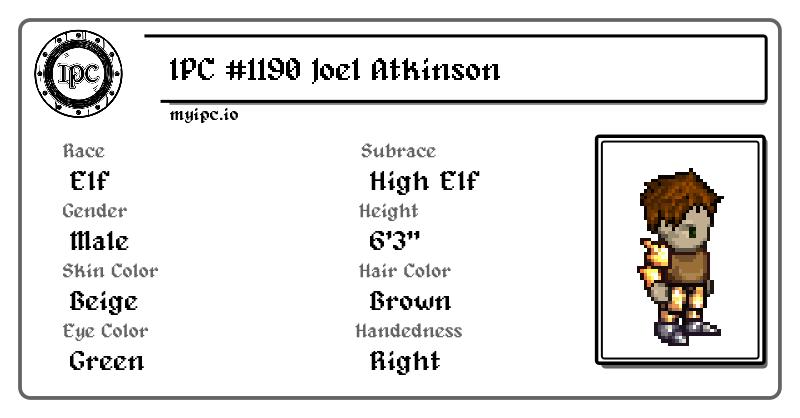 IPC
IPC #1190 Joel Atkinson
myipc.io
Race
Subrace
Elf
High Elf
Gender
Height
Male
6'3"
Skin Color
Hair Color
Beige
Brown
Eye Color
Handedness
Green
Right